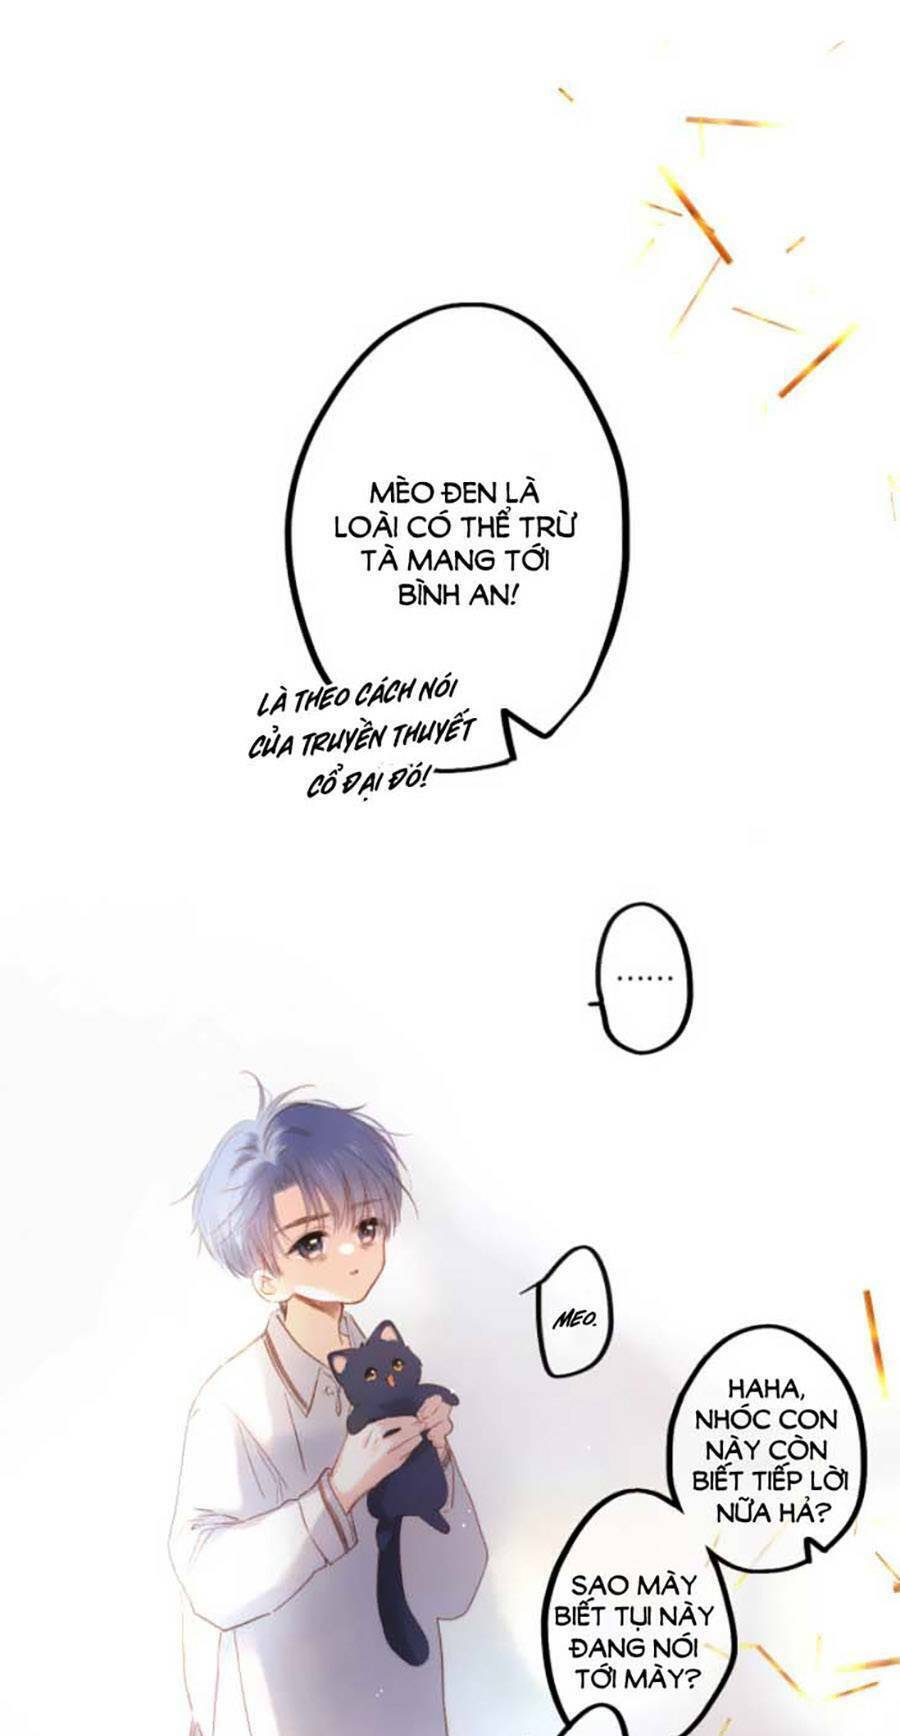 MÈO ĐEN LÀ
LOÀI CÓ THỂ TRỪ
TÀ MANG TỚI
BÌNH AN!
LÀ THEO CÁCH NÓI
CỦA TRUYỀN THUYẾT
CỔ ĐẠI ĐÓ!
......
MEO.
HAHA,
NHÓC CON
NÀY CÒN
BIẾT TIẾP LỜI
NỮA HẢ?
SAO MÀY
BIẾT TỤI NÀY
ĐANG NÓI
TỚI MÀY?